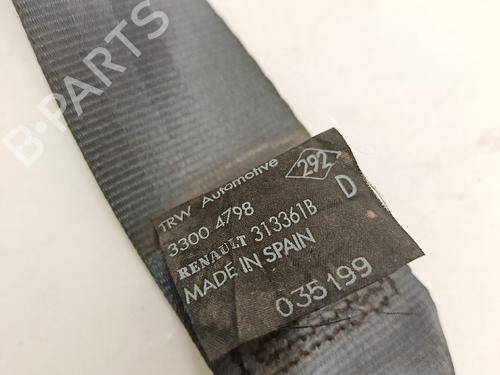 B-PARTS
TRW Automotive
292
3300 4798
D
RENAULT 313361B
MADE IN SPAIN
035199